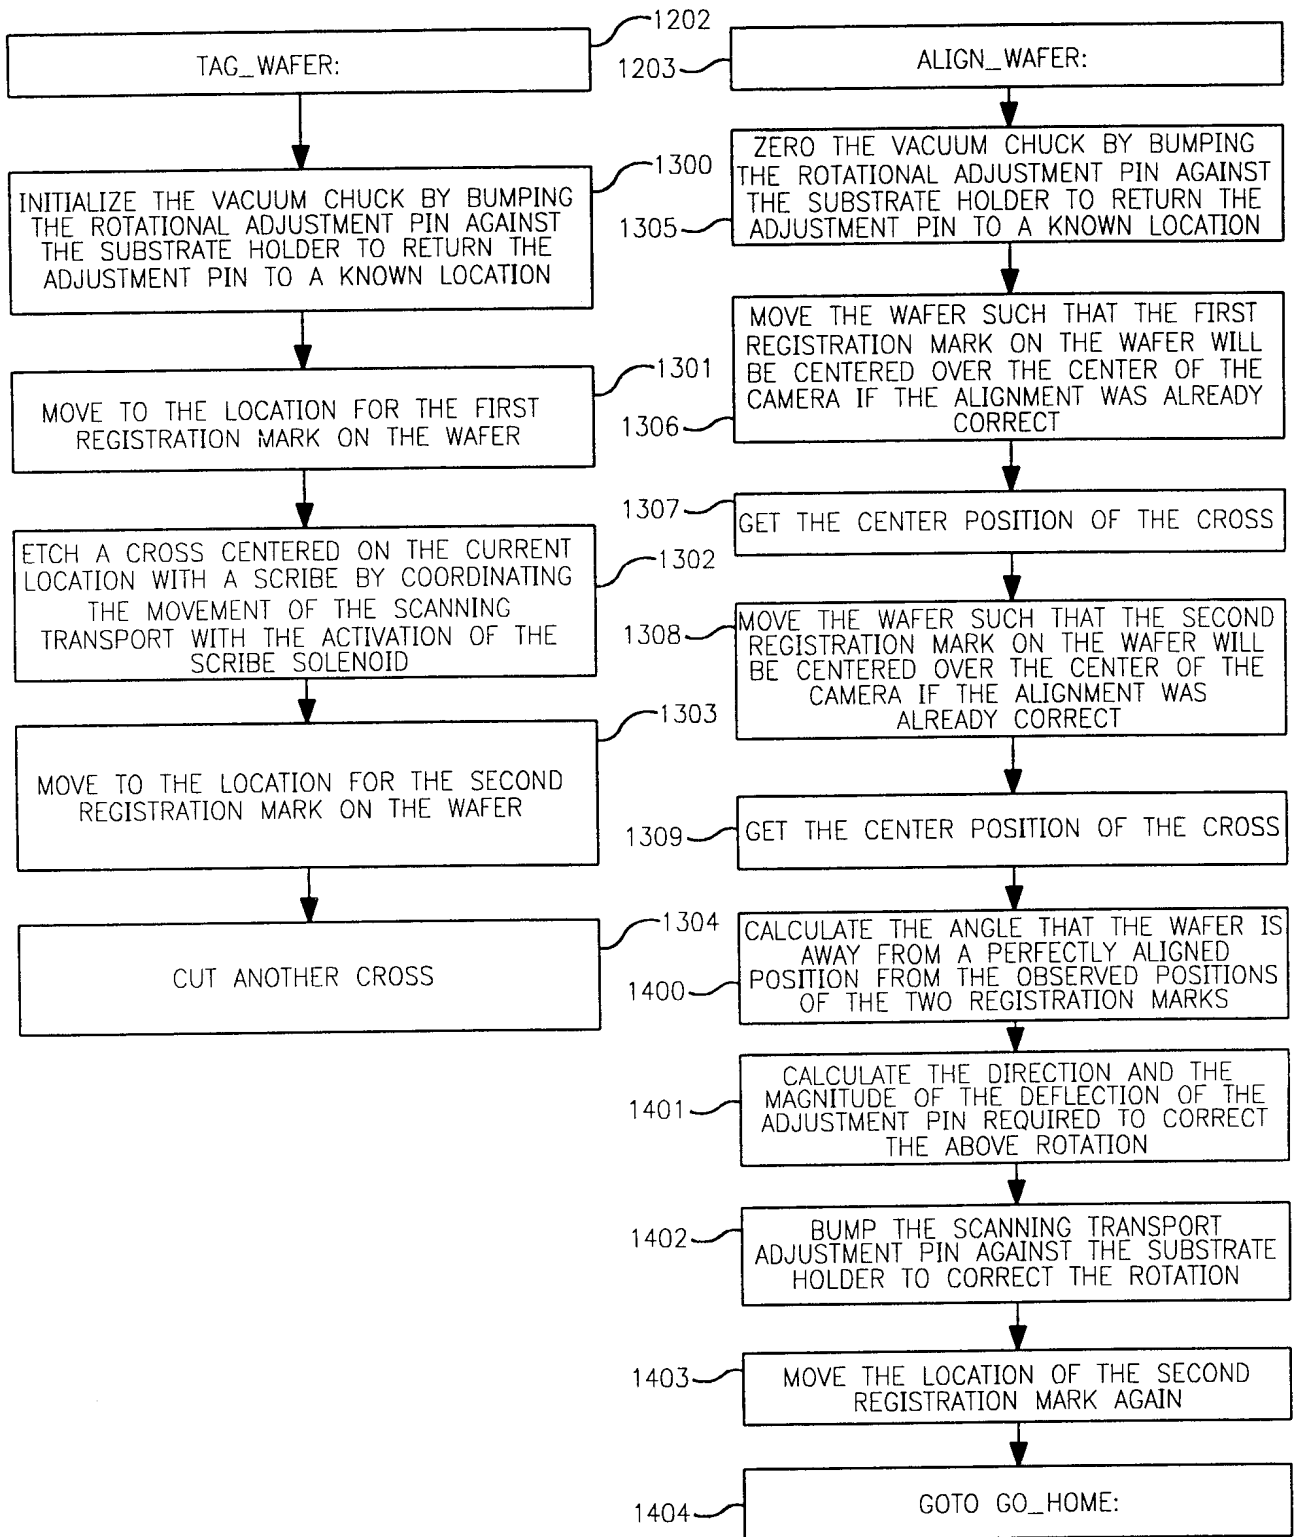 TAG_WAFER:
1202
INITIALIZE THE VACUUM CHUCK BY BUMPING
THE ROTATIONAL ADJUSTMENT PIN AGAINST
THE SUBSTRATE HOLDER TO RETURN THE
ADJUSTMENT PIN TO A KNOWN LOCATION
1300
MOVE TO THE LOCATION FOR THE FIRST
REGISTRATION MARK ON THE WAFER
1301
ETCH A CROSS CENTERED ON THE CURRENT
LOCATION WITH A SCRIBE BY COORDINATING
THE MOVEMENT OF THE SCANNING
TRANSPORT WITH THE ACTIVATION OF THE
SCRIBE SOLENOID
1302
MOVE TO THE LOCATION FOR THE SECOND
REGISTRATION MARK ON THE WAFER
1303
CUT ANOTHER CROSS
1304
1203
ALIGN_WAFER:
ZERO THE VACUUM CHUCK BY BUMPING
THE ROTATIONAL ADJUSTMENT PIN AGAINST
THE SUBSTRATE HOLDER TO RETURN THE
ADJUSTMENT PIN TO A KNOWN LOCATION
1305
MOVE THE WAFER SUCH THAT THE FIRST
REGISTRATION MARK ON THE WAFER WILL
BE CENTERED OVER THE CENTER OF THE
CAMERA IF THE ALIGNMENT WAS ALREADY
CORRECT
1306
1307
GET THE CENTER POSITION OF THE CROSS
1308
MOVE THE WAFER SUCH THAT THE SECOND
REGISTRATION MARK ON THE WAFER WILL
BE CENTERED OVER THE CENTER OF THE
CAMERA IF THE ALIGNMENT WAS
ALREADY CORRECT
1309
GET THE CENTER POSITION OF THE CROSS
CALCULATE THE ANGLE THAT THE WAFER IS
AWAY FROM A PERFECTLY ALIGNED
POSITION FROM THE OBSERVED POSITIONS
OF THE TWO REGISTRATION MARKS
1400
CALCULATE THE DIRECTION AND THE
MAGNITUDE OF THE DEFLECTION OF THE
ADJUSTMENT PIN REQUIRED TO CORRECT
THE ABOVE ROTATION
1401
BUMP THE SCANNING TRANSPORT
ADJUSTMENT PIN AGAINST THE SUBSTRATE
HOLDER TO CORRECT THE ROTATION
1402
1403
MOVE THE LOCATION OF THE SECOND
REGISTRATION MARK AGAIN
1404
GOTO GO_HOME: